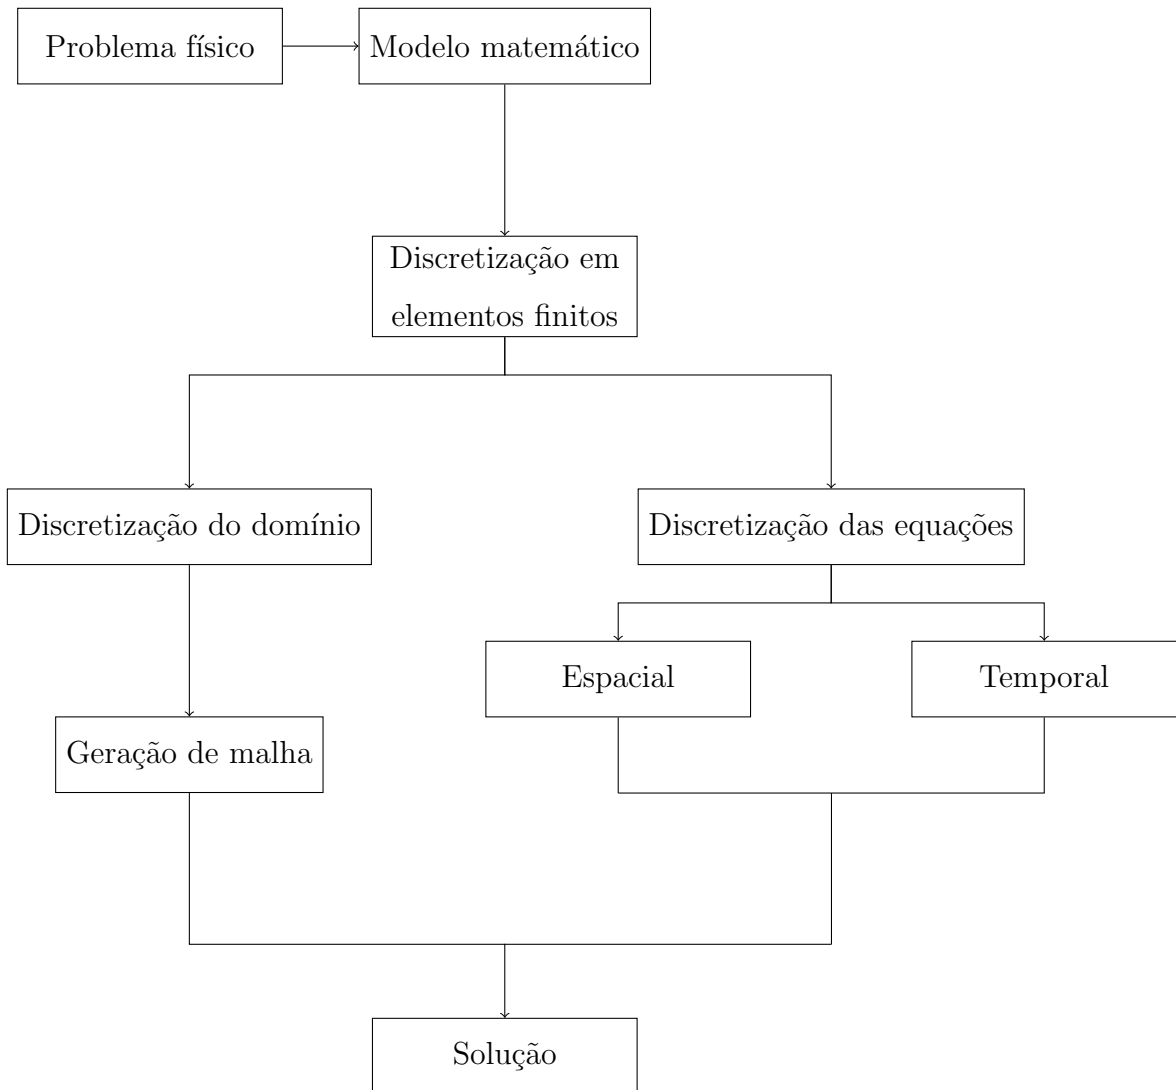 Problema físico
Modelo matemático
Discretização em
elementos finitos
Discretização do domínio
Discretização das equações
Espacial
Temporal
Geração de malha
Solução